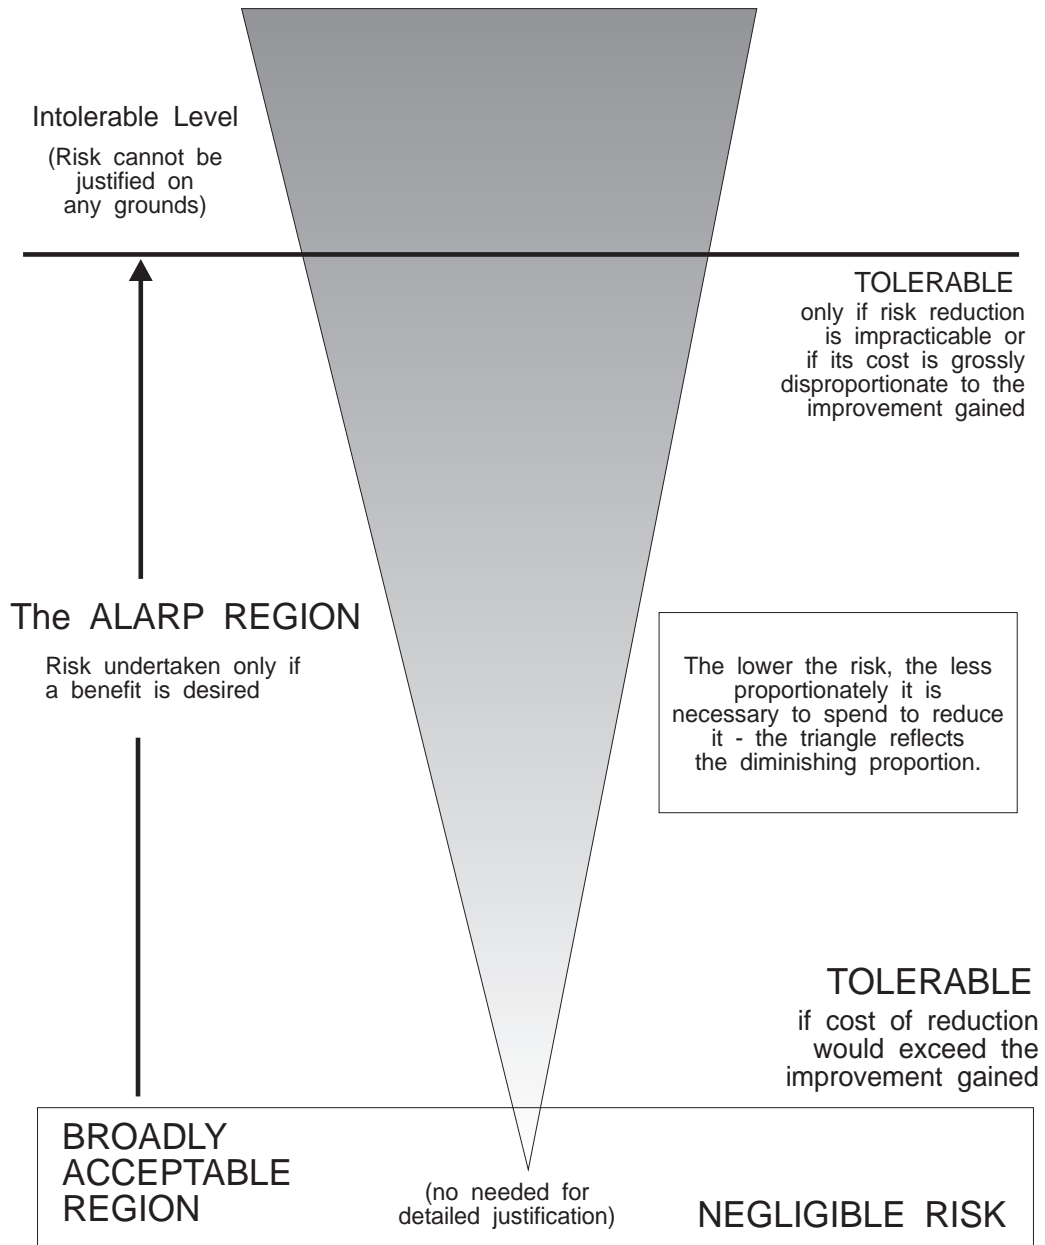 Intolerable Level
(Risk cannot be
justified on
any grounds)
TOLERABLE
only if risk reduction
is impracticable or
if its cost is grossly
disproportionate to the
improvement gained
The ALARP REGION
Risk undertaken only if
a benefit is desired
The lower the risk, the less
proportionately it is
necessary to spend to reduce
it - the triangle reflects
the diminishing proportion.
TOLERABLE
if cost of reduction
would exceed the
improvement gained
BROADLY
ACCEPTABLE
REGION
(no needed for
detailed justification)
NEGLIGIBLE RISK